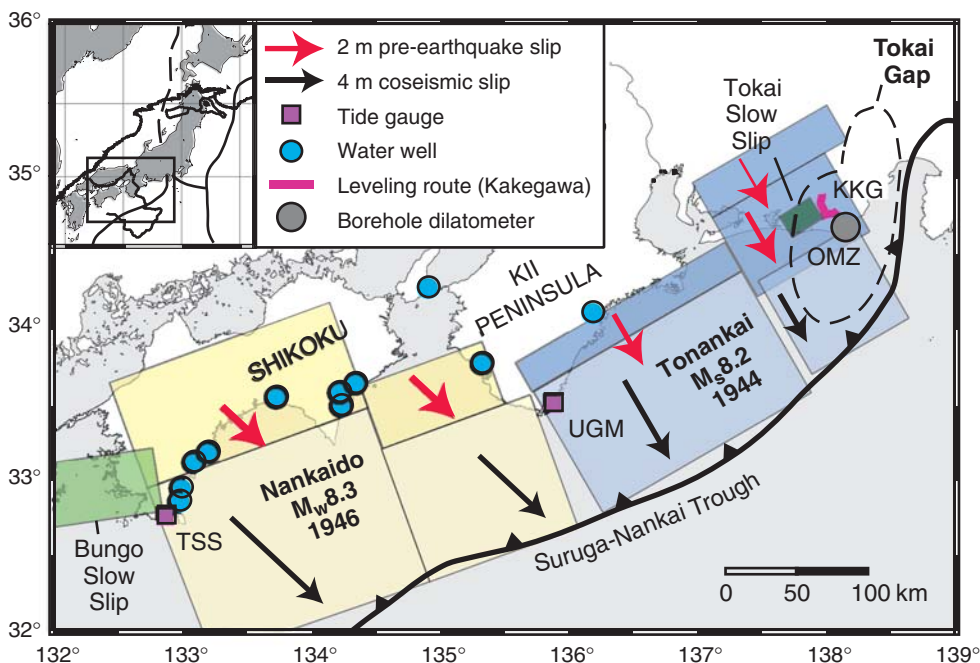 36°
35°
34°
33°
32°
132°
133°
134°
135°
136°
137°
138°
139°
2 m pre-earthquake slip
4 m coseismic slip
Tide gauge
Water well
Leveling route (Kakegawa)
Borehole dilatometer
Tokai
Gap
Tokai
Slow
Slip
KKG
OMZ
KII
PENINSULA
SHIKOKU
Tonankai
Ms8.2
1944
UGM
Nankaido
Mw8.3
1946
TSS
Bungo
Slow
Slip
Suruga-Nankai Trough
0 50 100 km